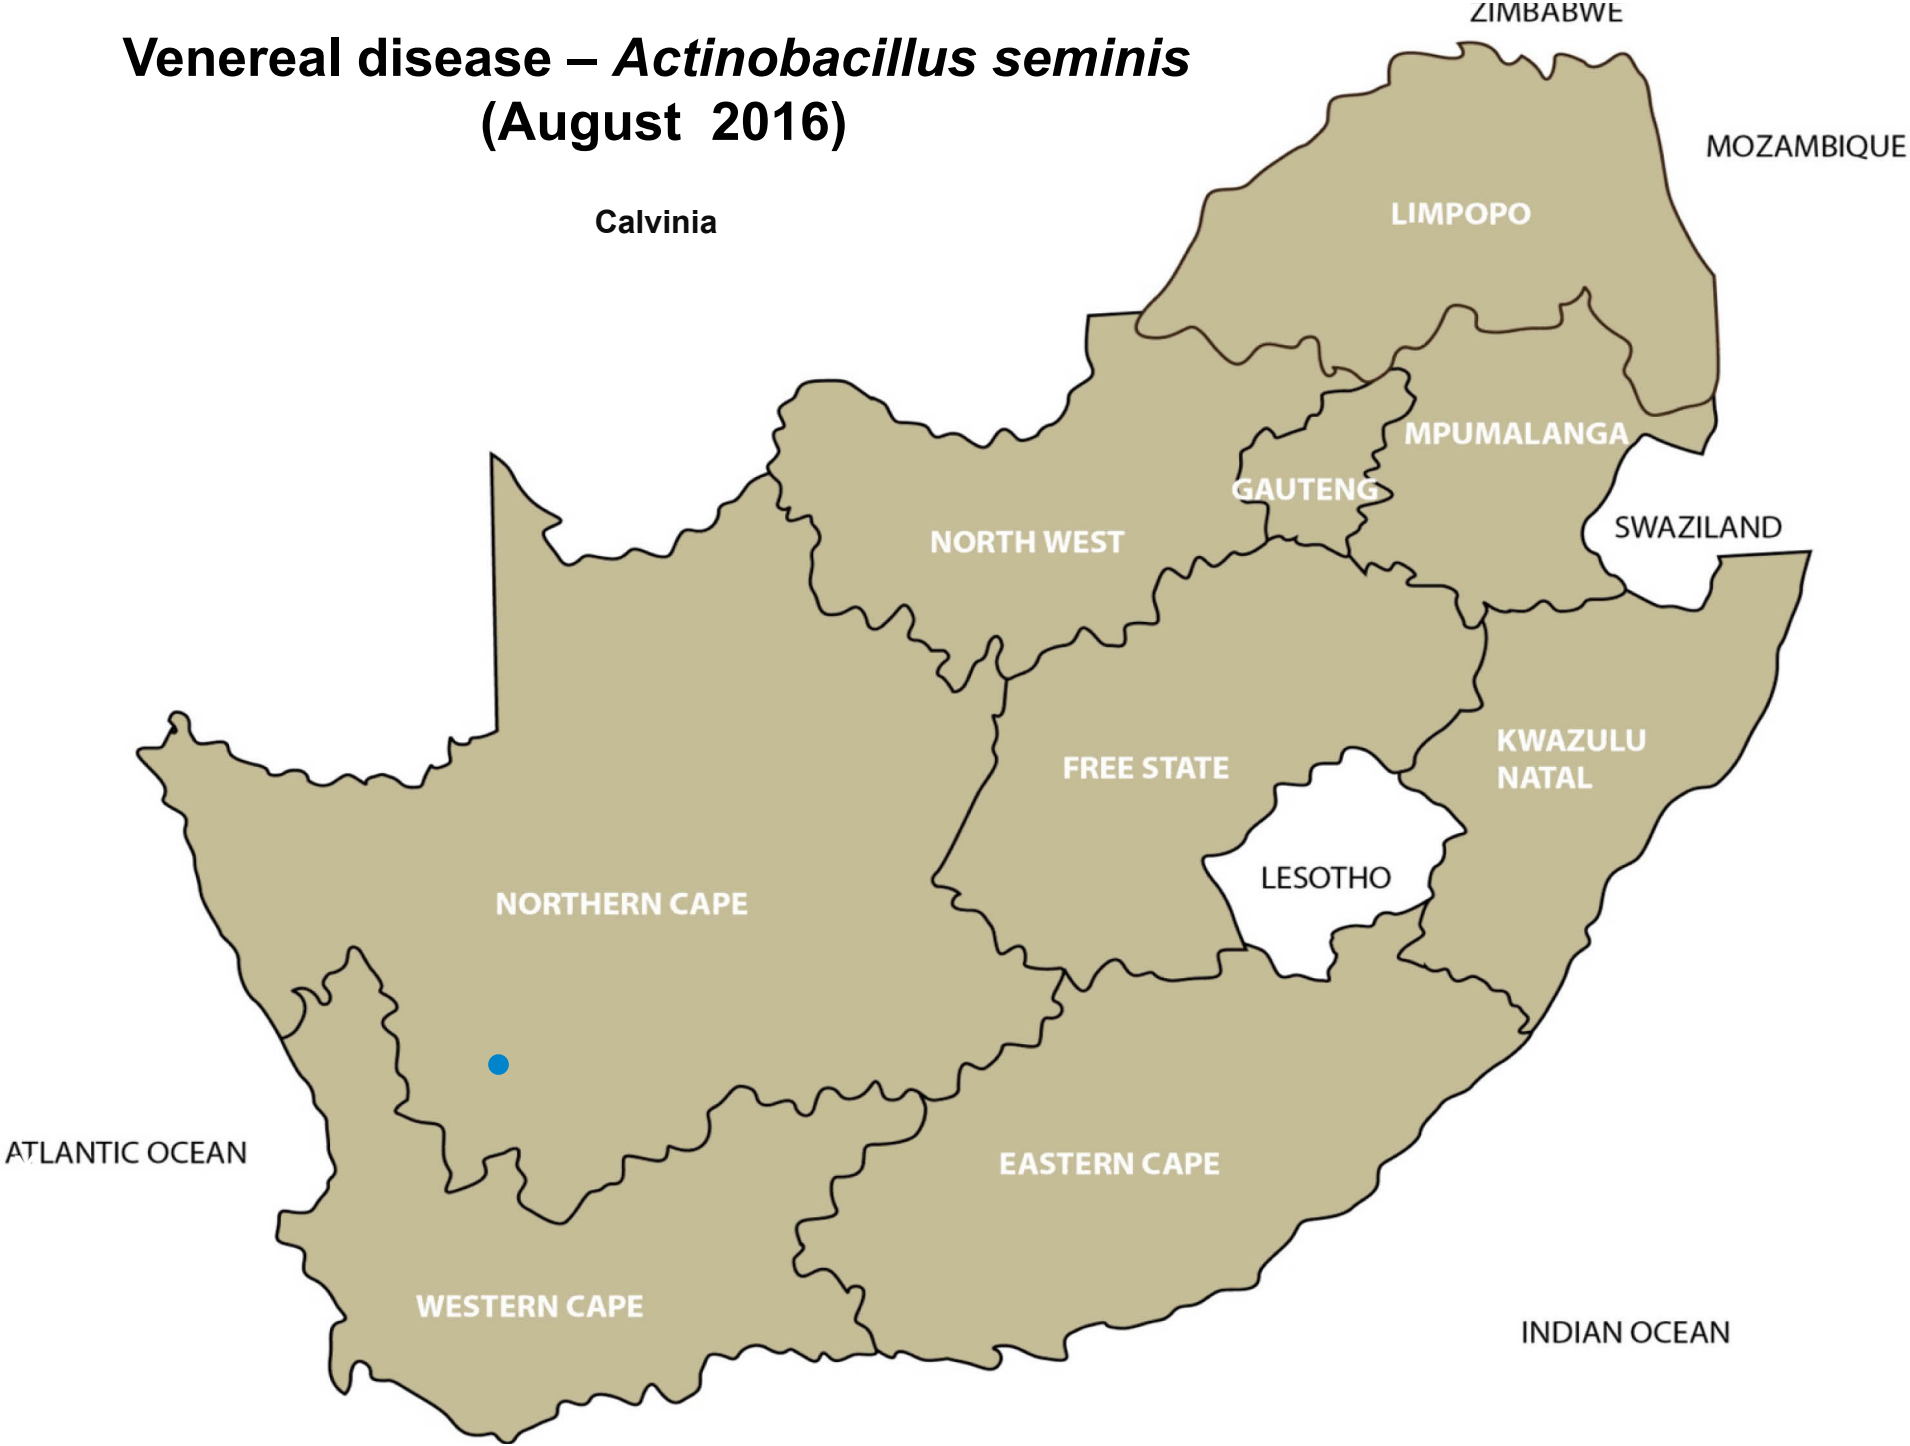 ZIMBABWE
Venereal disease – Actinobacillus seminis
(August 2016)
MOZAMBIQUE
Calvinia
LIMPOPO
MPUMALANGA
GAUTENG
SWAZILAND
NORTH WEST
KWAZULU
NATAL
FREE STATE
LESOTHO
NORTHERN CAPE
ATLANTIC OCEAN
EASTERN CAPE
WESTERN CAPE
INDIAN OCEAN